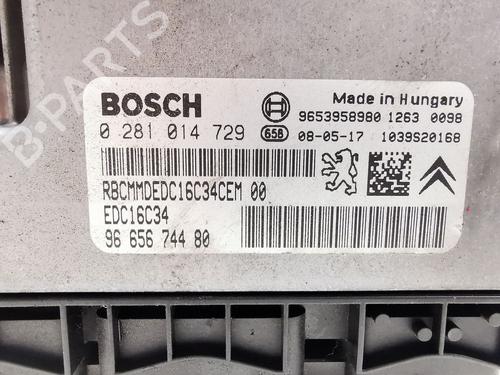 B-PARTS
BOSCH
Made in Hungary
9653958980 1263 0098
0 281 014 729 658 08-05-17 1039S20168
RBCMMDEDC16C34CEM 00
EDC16C34
96 656 744 80